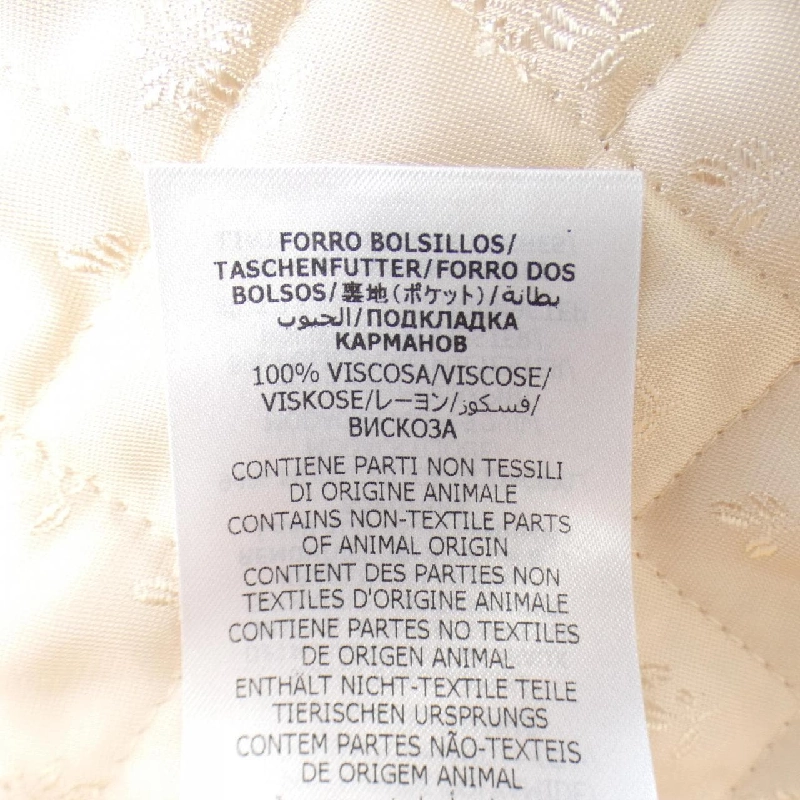 FORRO BOLSILLOS/
TASCHENFUTTER/FORRO DOS
BOLSOS/裏地(ポケット)/بطانة
الجيوب/ПОДКЛАДКА
КАРМАНОВ
100% VISCOSA/VISCOSE/
VISKOSE/レーヨン/فسكوز/
ВИСКОЗА
CONTIENE PARTI NON TESSILI
DI ORIGINE ANIMALE
CONTAINS NON-TEXTILE PARTS
OF ANIMAL ORIGIN
CONTIENT DES PARTIES NON
TEXTILES D'ORIGINE ANIMALE
CONTIENE PARTES NO TEXTILES
DE ORIGEN ANIMAL
ENTHÄLT NICHT-TEXTILE TEILE
TIERISCHEN URSPRUNGS
CONTEM PARTES NÃO-TEXTEIS
DE ORIGEM ANIMAL